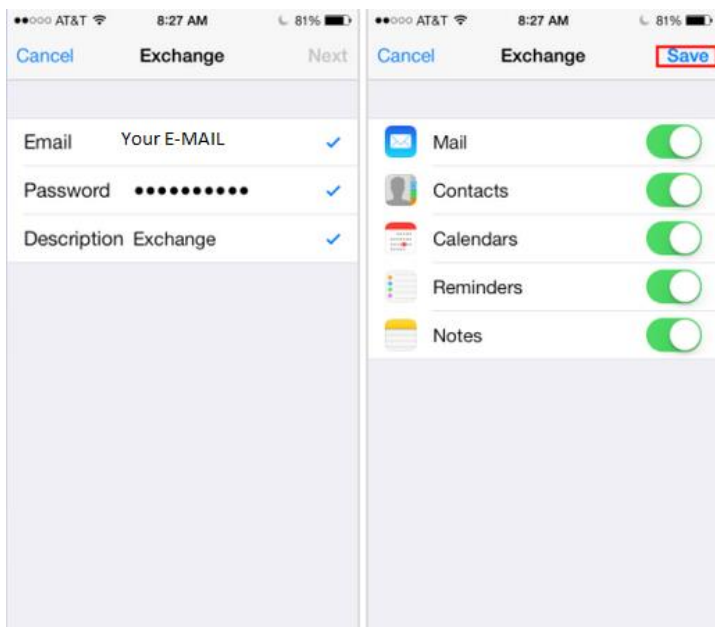 AT&T 8:27 AM 81%
Cancel Exchange Next
Email Your E-MAIL
Password ••••••••••
Description Exchange
AT&T 8:27 AM 81%
Cancel Exchange Save
Mail
Contacts
Calendars
Reminders
Notes